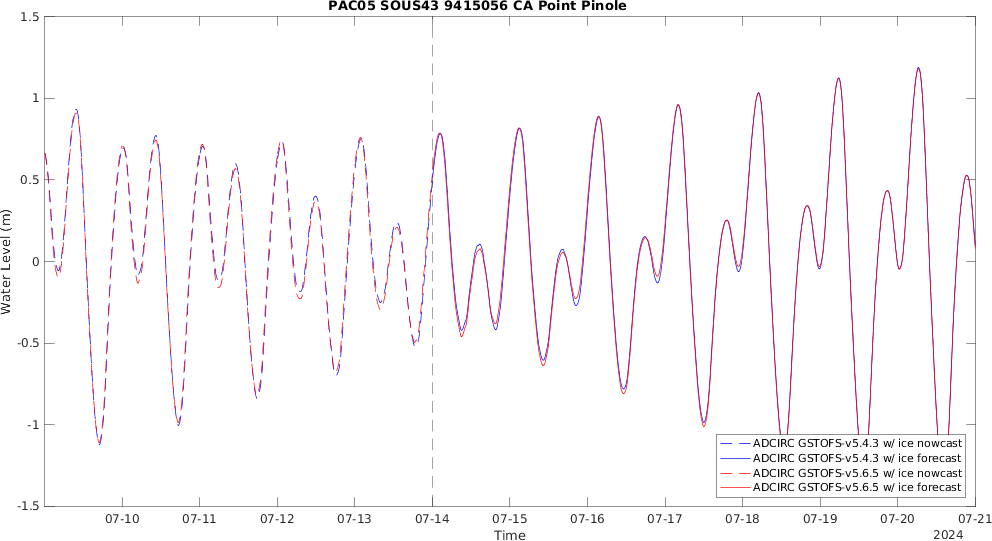 PAC05 SOUS43 9415056 CA Point Pinole
1.5
1
0.5
0
-0.5
-1
-1.5
Water Level (m)
07-10 07-11 07-12 07-13 07-14 07-15 07-16 07-17 07-18 07-19 07-20 07-21
Time
2024
ADCIRC GSTOFS-v5.4.3 w/ ice nowcast
ADCIRC GSTOFS-v5.4.3 w/ ice forecast
ADCIRC GSTOFS-v5.6.5 w/ ice nowcast
ADCIRC GSTOFS-v5.6.5 w/ ice forecast